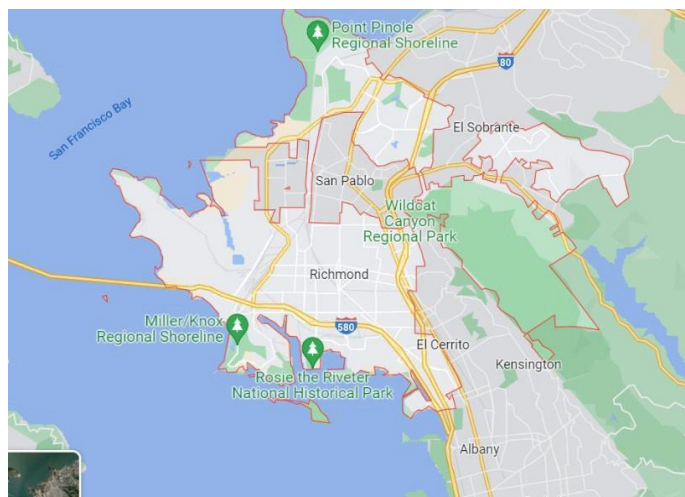 Point Pinole
Regional Shoreline
80
San Francisco Bay
El Sobrante
San Pablo
Wildcat
Canyon
Regional Park
Richmond
Miller/Knox
Regional Shoreline
580
El Cerrito
Kensington
Rosie the Riveter
National Historical Park
Albany